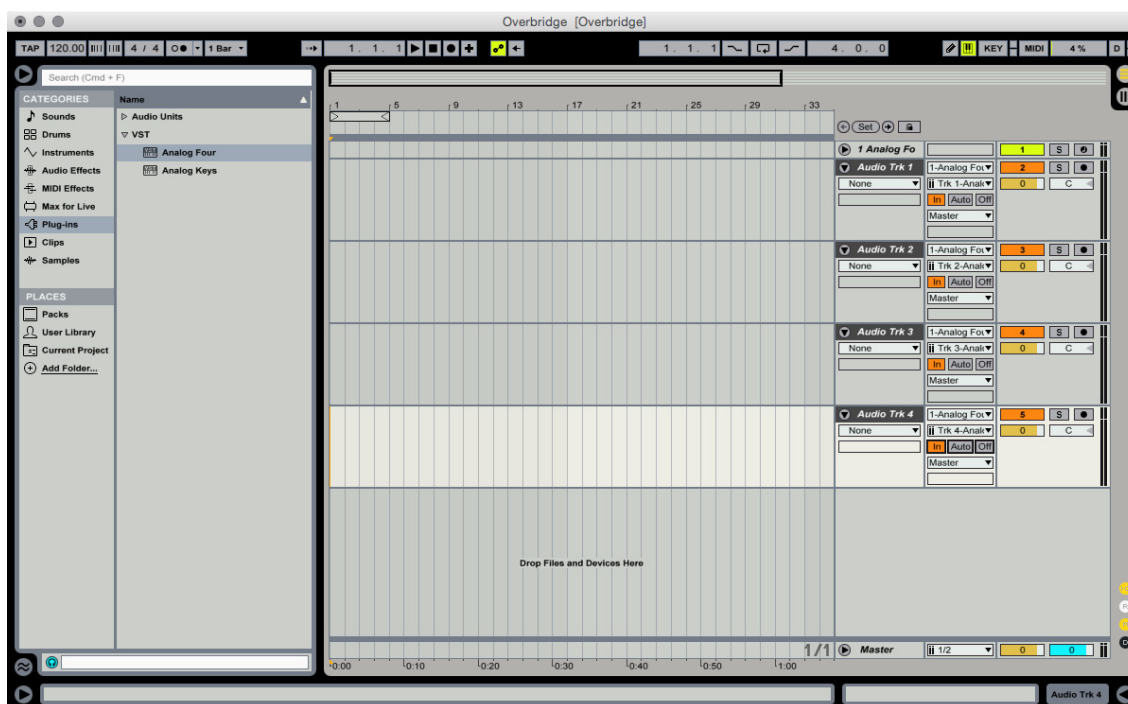 Overbridge [Overbridge]
TAP 120.00 4 / 4 1 Bar 1. 1. 1 1. 1. 1 4. 0. 0 KEY MIDI 4 % D
Search (Cmd + F)
CATEGORIES
Sounds
Drums
Instruments
Audio Effects
MIDI Effects
Max for Live
Plug-ins
Clips
Samples
PLACES
Packs
User Library
Current Project
Add Folder...
Name
Audio Units
VST
Analog Four
Analog Keys
1 5 9 13 17 21 25 29 33
Set
1 Analog Fo 1 S
Audio Trk 1 1-Analog Fou 2 S
None Trk 1-Analo 0 C
In Auto Off
Master
Audio Trk 2 1-Analog Fou 3 S
None Trk 2-Analo 0 C
In Auto Off
Master
Audio Trk 3 1-Analog Fou 4 S
None Trk 3-Analo 0 C
In Auto Off
Master
Audio Trk 4 1-Analog Fou 5 S
None Trk 4-Analo 0 C
In Auto Off
Master
Drop Files and Devices Here
1/1 Master 1/2 0 0
0:00 0:10 0:20 0:30 0:40 0:50 1:00
Audio Trk 4